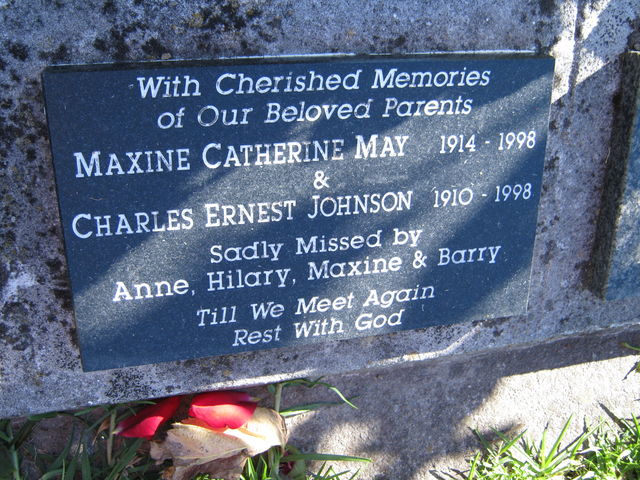 With Cherished Memories
of Our Beloved Parents
MAXINE CATHERINE MAY 1914 - 1998
&
CHARLES ERNEST JOHNSON 1910 - 1998
Sadly Missed by
Anne, Hilary, Maxine & Barry
Till We Meet Again
Rest With God